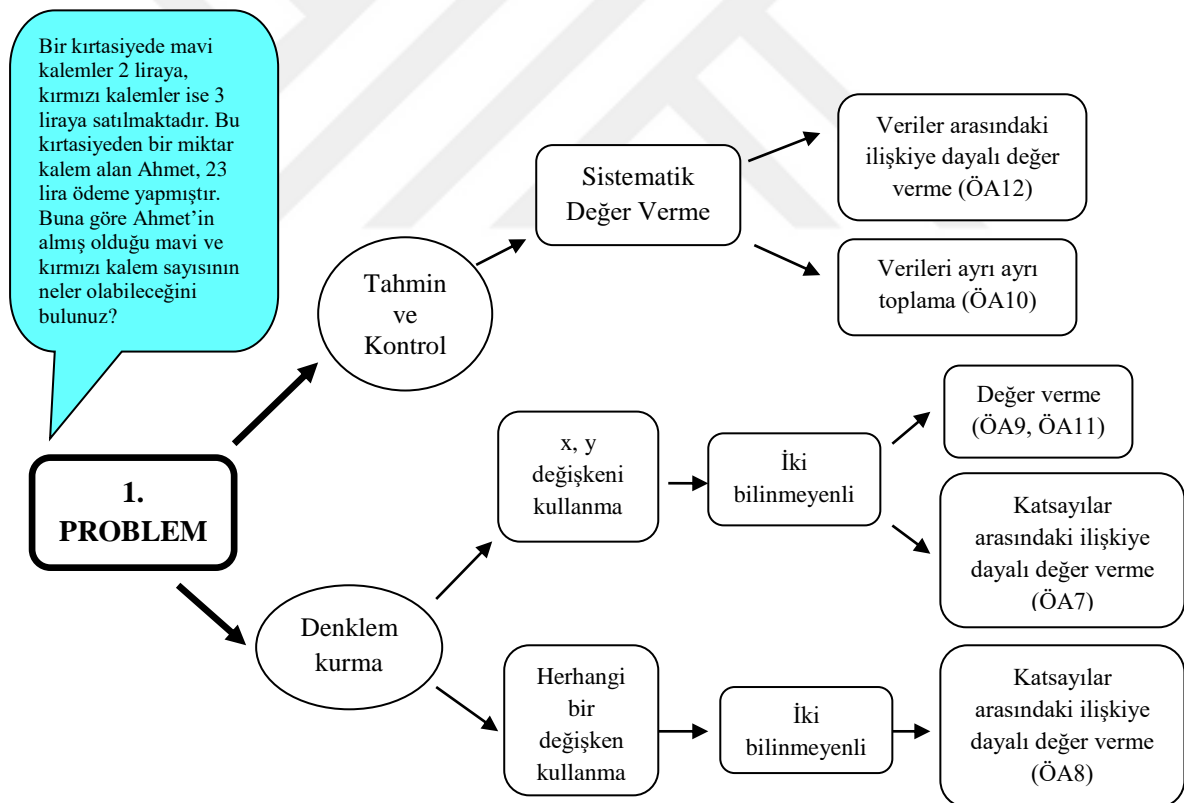 Bir kırtasiyede mavi
kalemler 2 liraya,
kırmızı kalemler ise 3
liraya satılmaktadır. Bu
kırtasiyeden bir miktar
kalem alan Ahmet, 23
lira ödeme yapmıştır.
Buna göre Ahmet’in
almış olduğu mavi ve
kırmızı kalem sayısının
neler olabileceğini
bulunuz?
1.
PROBLEM
Tahmin
ve
Kontrol
Sistematik
Değer Verme
Veriler arasındaki
ilişkiye dayalı değer
verme (ÖA12)
Verileri ayrı ayrı
toplama (ÖA10)
Denklem
kurma
x, y
değişkeni
kullanma
İki
bilinmeyenli
Değer verme
(ÖA9, ÖA11)
Katsayılar
arasındaki ilişkiye
dayalı değer verme
(ÖA7)
Herhangi
bir
değişken
kullanma
İki
bilinmeyenli
Katsayılar
arasındaki ilişkiye
dayalı değer verme
(ÖA8)